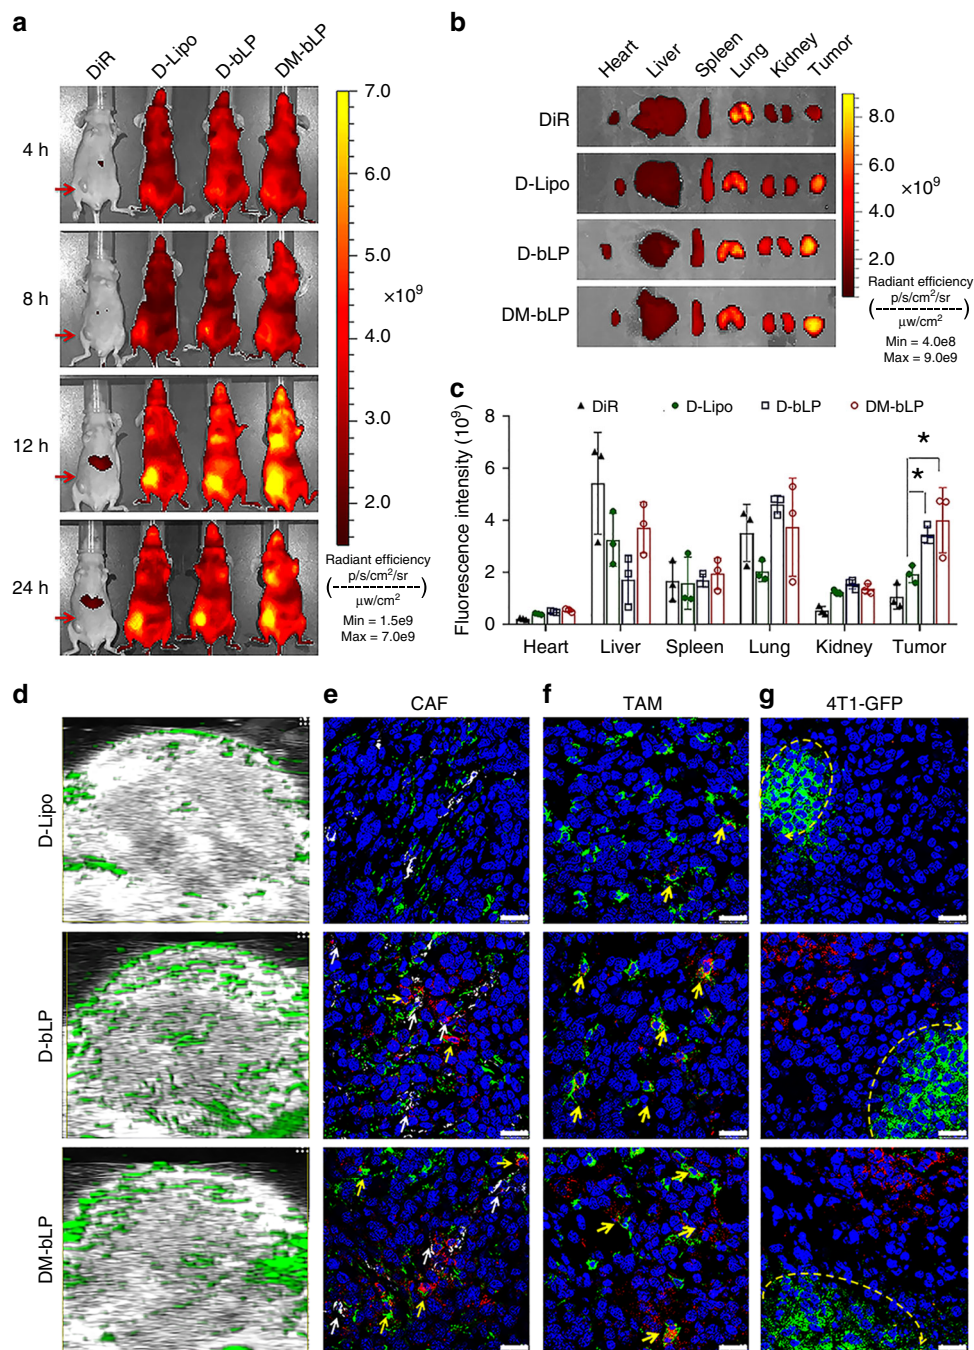 a
DiR D-Lipo D-bLP DM-bLP
4 h
8 h
12 h
24 h
7.0
6.0
5.0
×10⁹
4.0
3.0
2.0
Radiant efficiency
( p/s/cm²/sr )
µw/cm²
Min = 1.5e9
Max = 7.0e9
b
Heart Liver Spleen Lung Kidney Tumor
DiR
D-Lipo
D-bLP
DM-bLP
8.0
6.0
×10⁹
4.0
2.0
Radiant efficiency
( p/s/cm²/sr )
µw/cm²
Min = 4.0e8
Max = 9.0e9
c
DiR D-Lipo D-bLP DM-bLP
Fluorescence intensity (10⁹)
8
6
4
2
0
* 
*
Heart Liver Spleen Lung Kidney Tumor
d
e CAF
f TAM
g 4T1-GFP
D-Lipo
D-bLP
DM-bLP